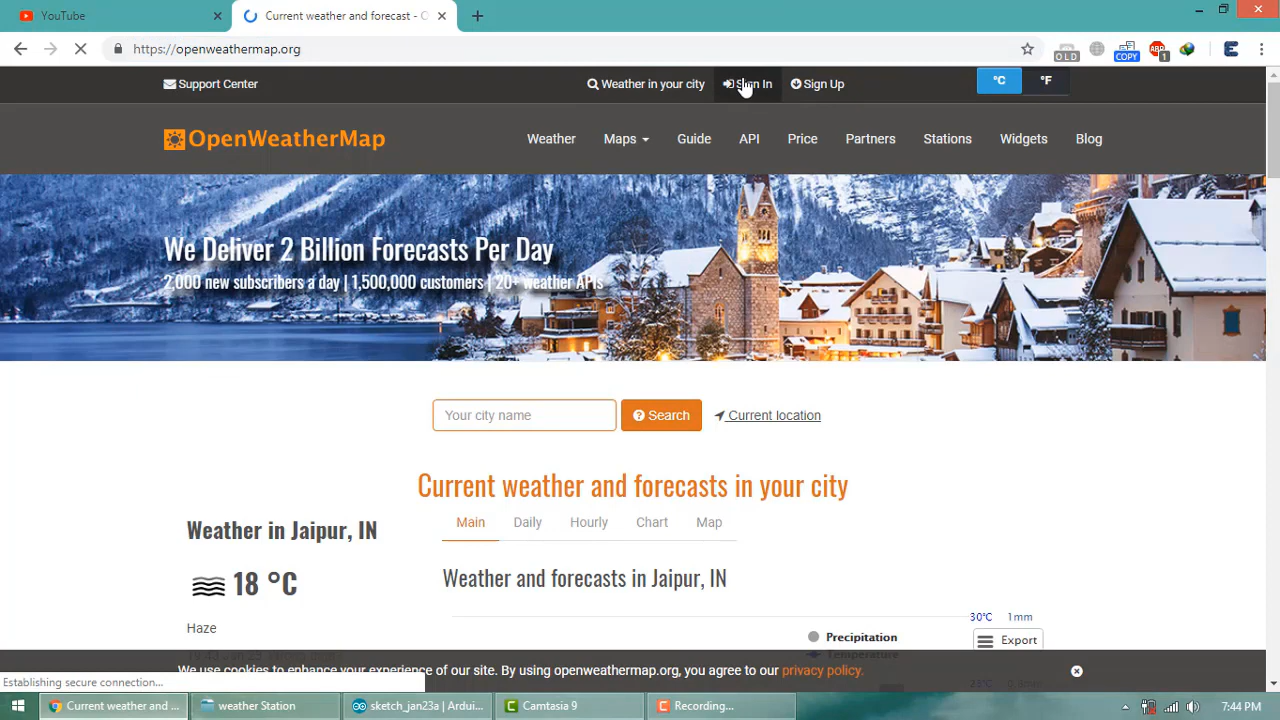 YouTube
Current weather and forecast - O
https://openweathermap.org
OLD
COPY
ABP
1
Support Center
Weather in your city
Sign In
Sign Up
°C
°F
OpenWeatherMap
Weather
Maps
Guide
API
Price
Partners
Stations
Widgets
Blog
We Deliver 2 Billion Forecasts Per Day
2,000 new subscribers a day | 1,500,000 customers | 20+ weather APIs
Your city name
Search
Current location
Current weather and forecasts in your city
Main
Daily
Hourly
Chart
Map
Weather in Jaipur, IN
18 °C
Haze
Weather and forecasts in Jaipur, IN
30°C
1mm
Precipitation
Export
Temperature
We use cookies to enhance your experience of our site. By using openweathermap.org, you agree to our privacy policy.
Establishing secure connection...
Current weather and ...
weather Station
sketch_jan23a | Ardui...
Camtasia 9
Recording...
7:44 PM